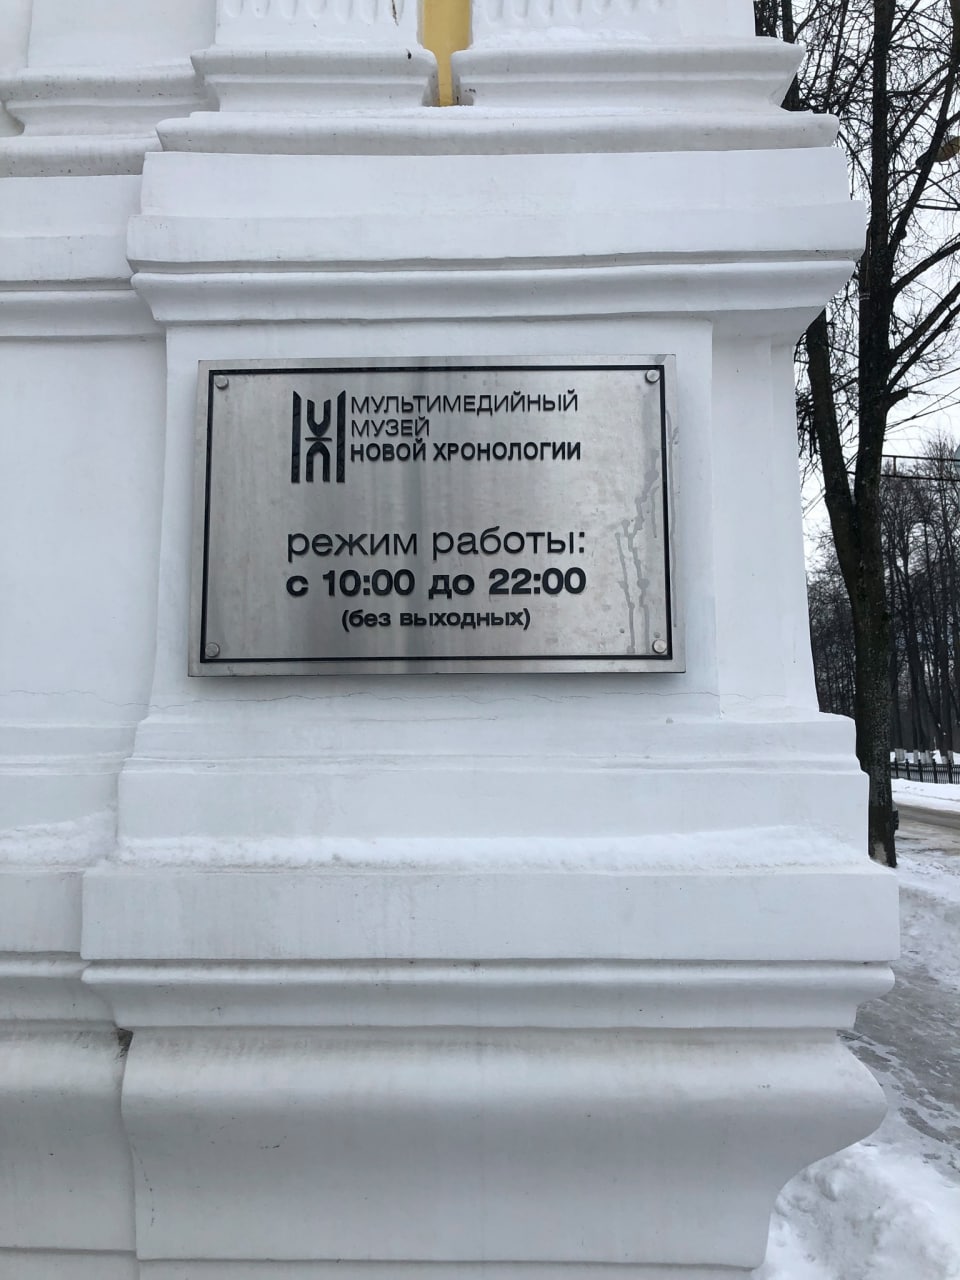 МУЛЬТИМЕДИЙНЫЙ
МУЗЕЙ
НОВОЙ ХРОНОЛОГИИ
режим работы:
с 10:00 до 22:00
(без выходных)